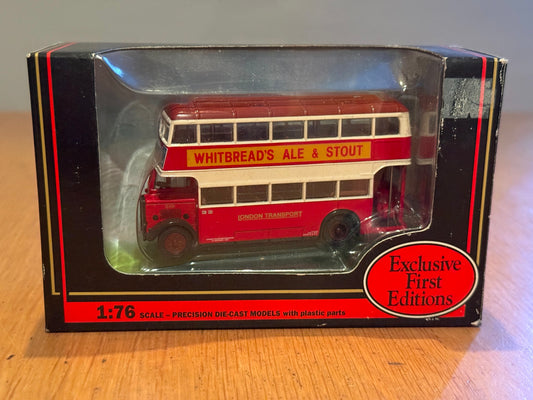 WHITBREAD'S ALE & STOUT
LONDON TRANSPORT
Exclusive
First
Editions
1:76 SCALE – PRECISION DIE-CAST MODELS with plastic parts